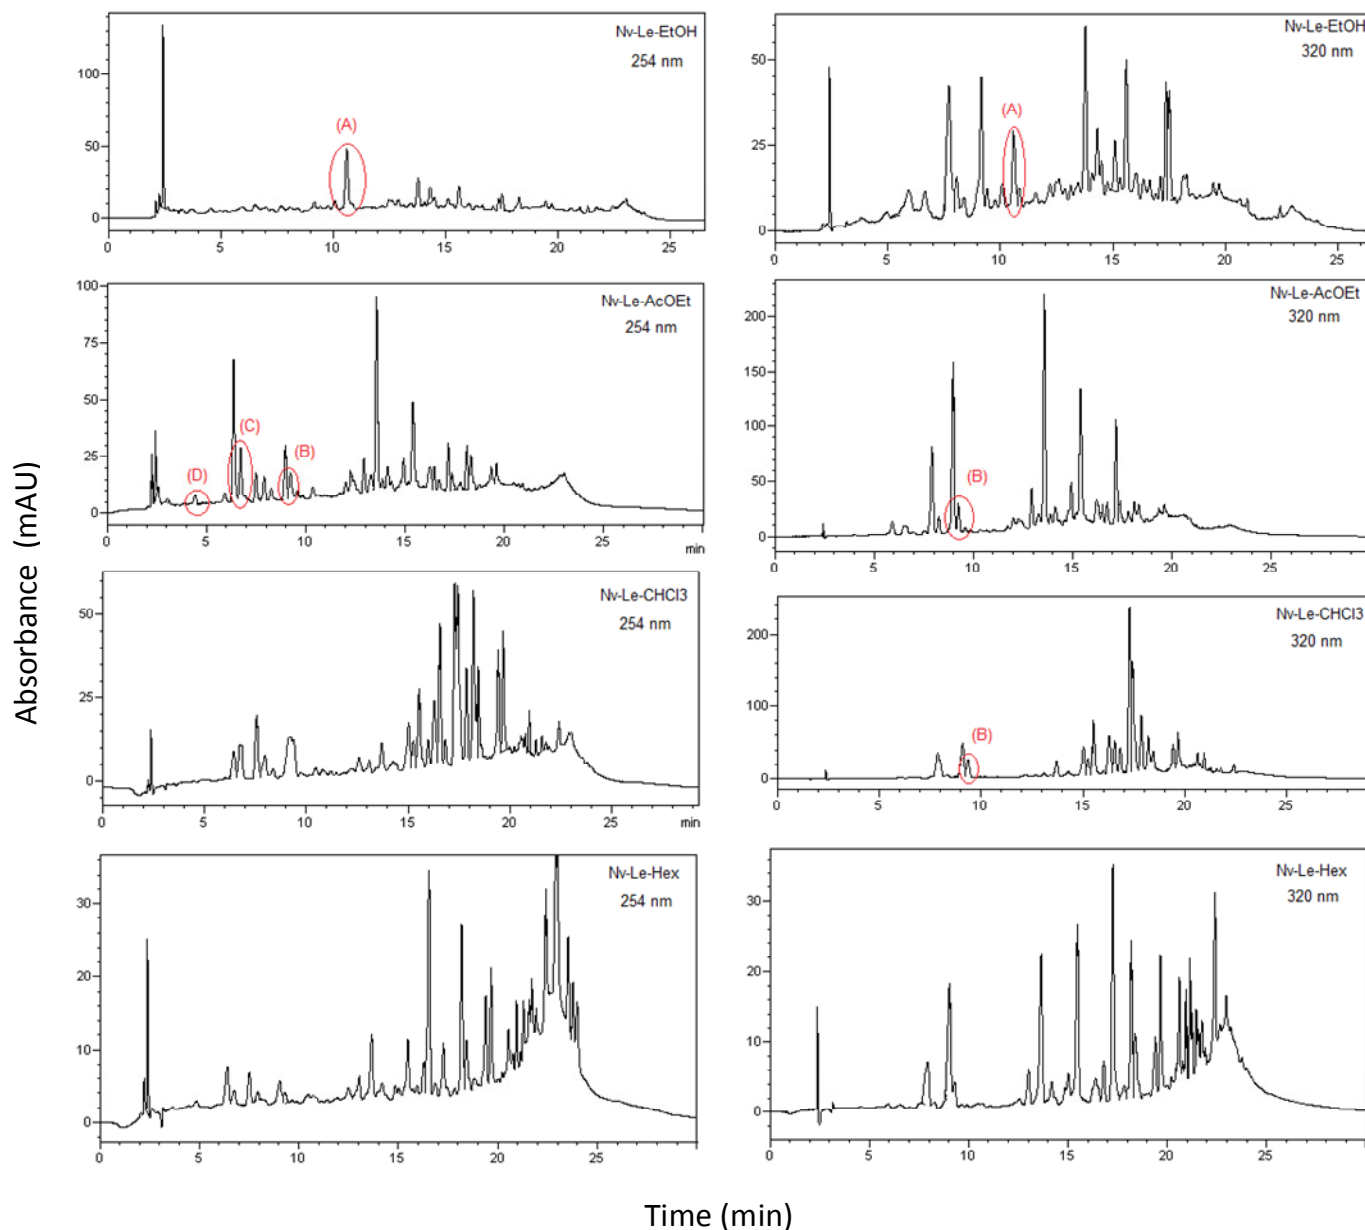 Nv-Le-EtOH
254 nm
100
50
0
(A)
0 5 10 15 20 25
Nv-Le-EtOH
320 nm
50
25
0
(A)
0 5 10 15 20 25
Nv-Le-AcOEt
254 nm
100
75
50
25
0
(D)
(C)
(B)
0 5 10 15 20 25
min
Nv-Le-AcOEt
320 nm
200
150
100
50
0
(B)
0 5 10 15 20 25
Nv-Le-CHCl3
254 nm
50
25
0
0 5 10 15 20 25 min
Nv-Le-CHCl3
320 nm
200
100
0
(B)
0 5 10 15 20 25
Nv-Le-Hex
254 nm
30
20
10
0
0 5 10 15 20 25
Nv-Le-Hex
320 nm
30
20
10
0
0 5 10 15 20 25
Absorbance (mAU)
Time (min)